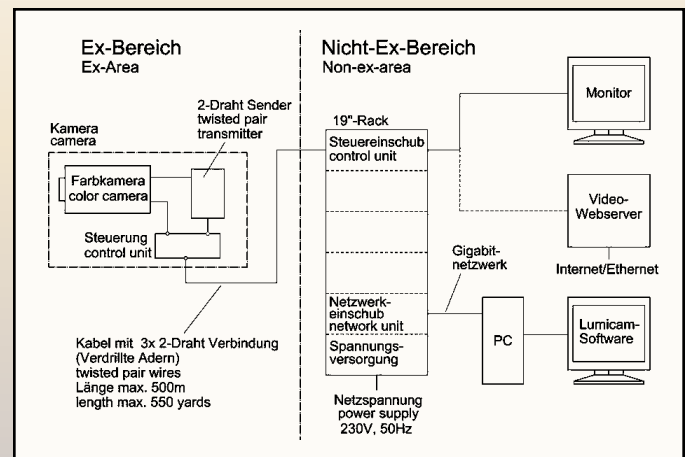 Ex-Bereich
Ex-Area
Nicht-Ex-Bereich
Non-ex-area
2-Draht Sender
twisted pair
transmitter
Kamera
camera
Farbkamera
color camera
Steuerung
control unit
Kabel mit 3x 2-Draht Verbindung
(Verdrillte Adern)
twisted pair wires
Länge max. 500m
length max. 550 yards
19"-Rack
Steuereinschub
control unit
Netzwerk-
einschub
network unit
Spannungs-
versorgung
Netzspannung
power supply
230V, 50Hz
Gigabit-
netzwerk
PC
Monitor
Video-
Webserver
Internet/Ethernet
Lumicam-
Software